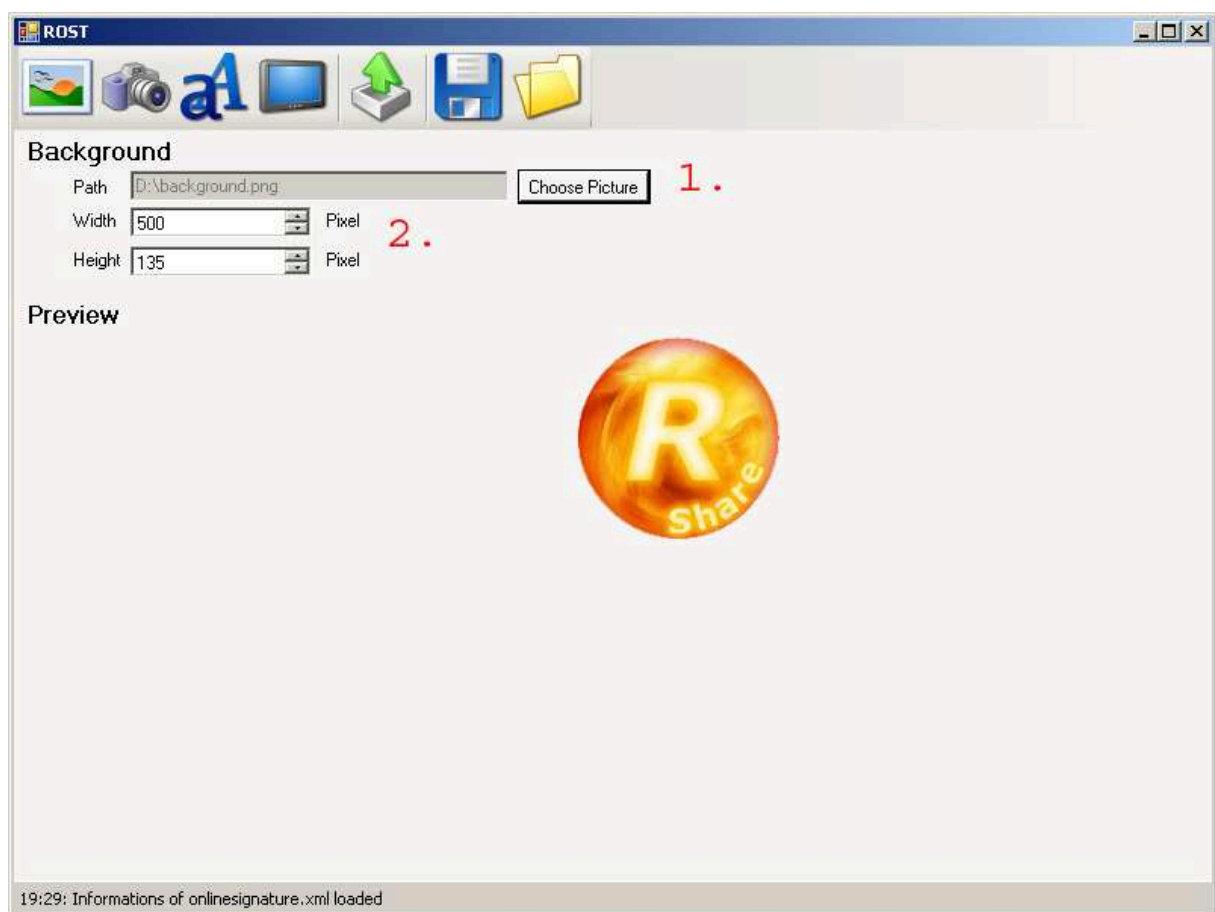 ROST
Background
Path D:\background.png Choose Picture 1.
Width 500 Pixel 2.
Height 135 Pixel
Preview
R
Share
19:29: Informations of onlinesignature.xml loaded